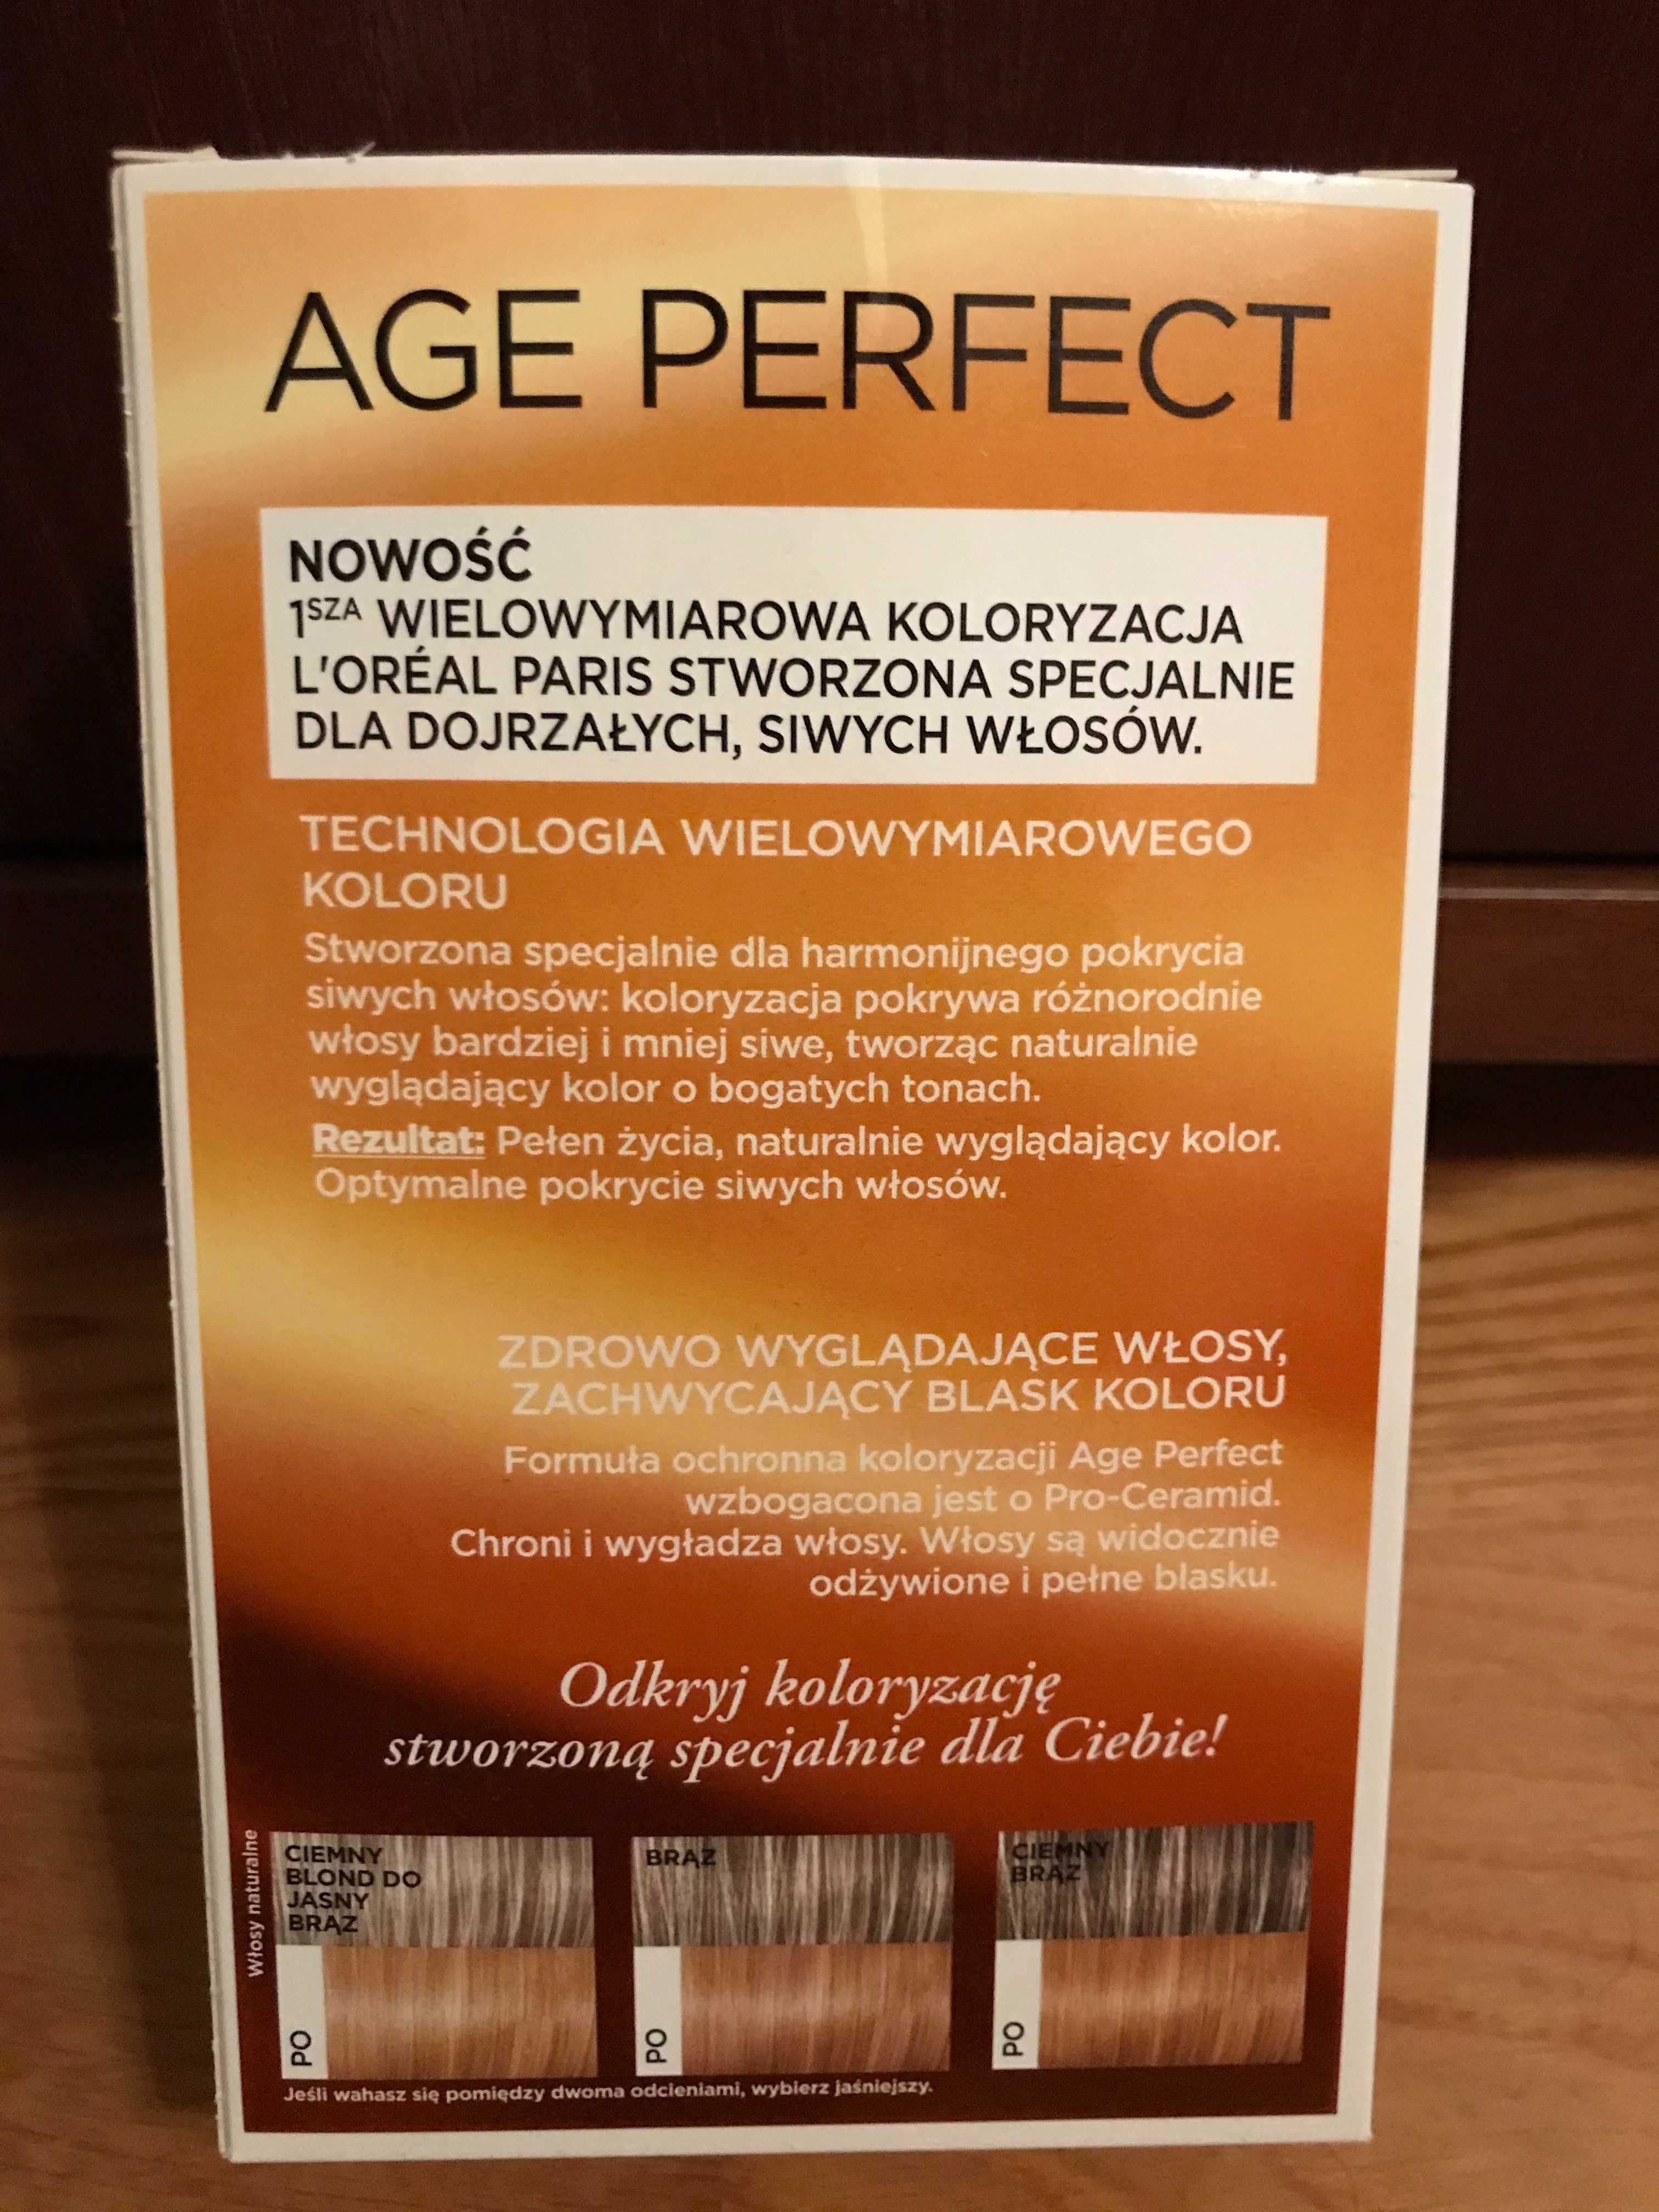 AGE PERFECT
NOWOŚĆ
1SZA WIELOWYMIAROWA KOLORYZACJA
L'ORÉAL PARIS STWORZONA SPECJALNIE
DLA DOJRZAŁYCH, SIWYCH WŁOSÓW.
TECHNOLOGIA WIELOWYMIAROWEGO
KOLORU
Stworzona specjalnie dla harmonijnego pokrycia
siwych włosów: koloryzacja pokrywa różnorodnie
włosy bardziej i mniej siwe, tworząc naturalnie
wyglądający kolor o bogatych tonach.
Rezultat: Pełen życia, naturalnie wyglądający kolor.
Optymalne pokrycie siwych włosów.
ZDROWO WYGLĄDAJĄCE WŁOSY,
ZACHWYCAJĄCY BLASK KOLORU
Formuła ochronna koloryzacji Age Perfect
wzbogacona jest o Pro-Ceramid.
Chroni i wygładza włosy. Włosy są widocznie
odżywione i pełne blasku.
Odkryj koloryzację
stworzoną specjalnie dla Ciebie!
Włosy naturalne
CIEMNY
BLOND DO
JASNY
BRĄZ
PO
BRĄZ
PO
CIEMNY
BRĄZ
PO
Jeśli wahasz się pomiędzy dwoma odcieniami, wybierz jaśniejszy.